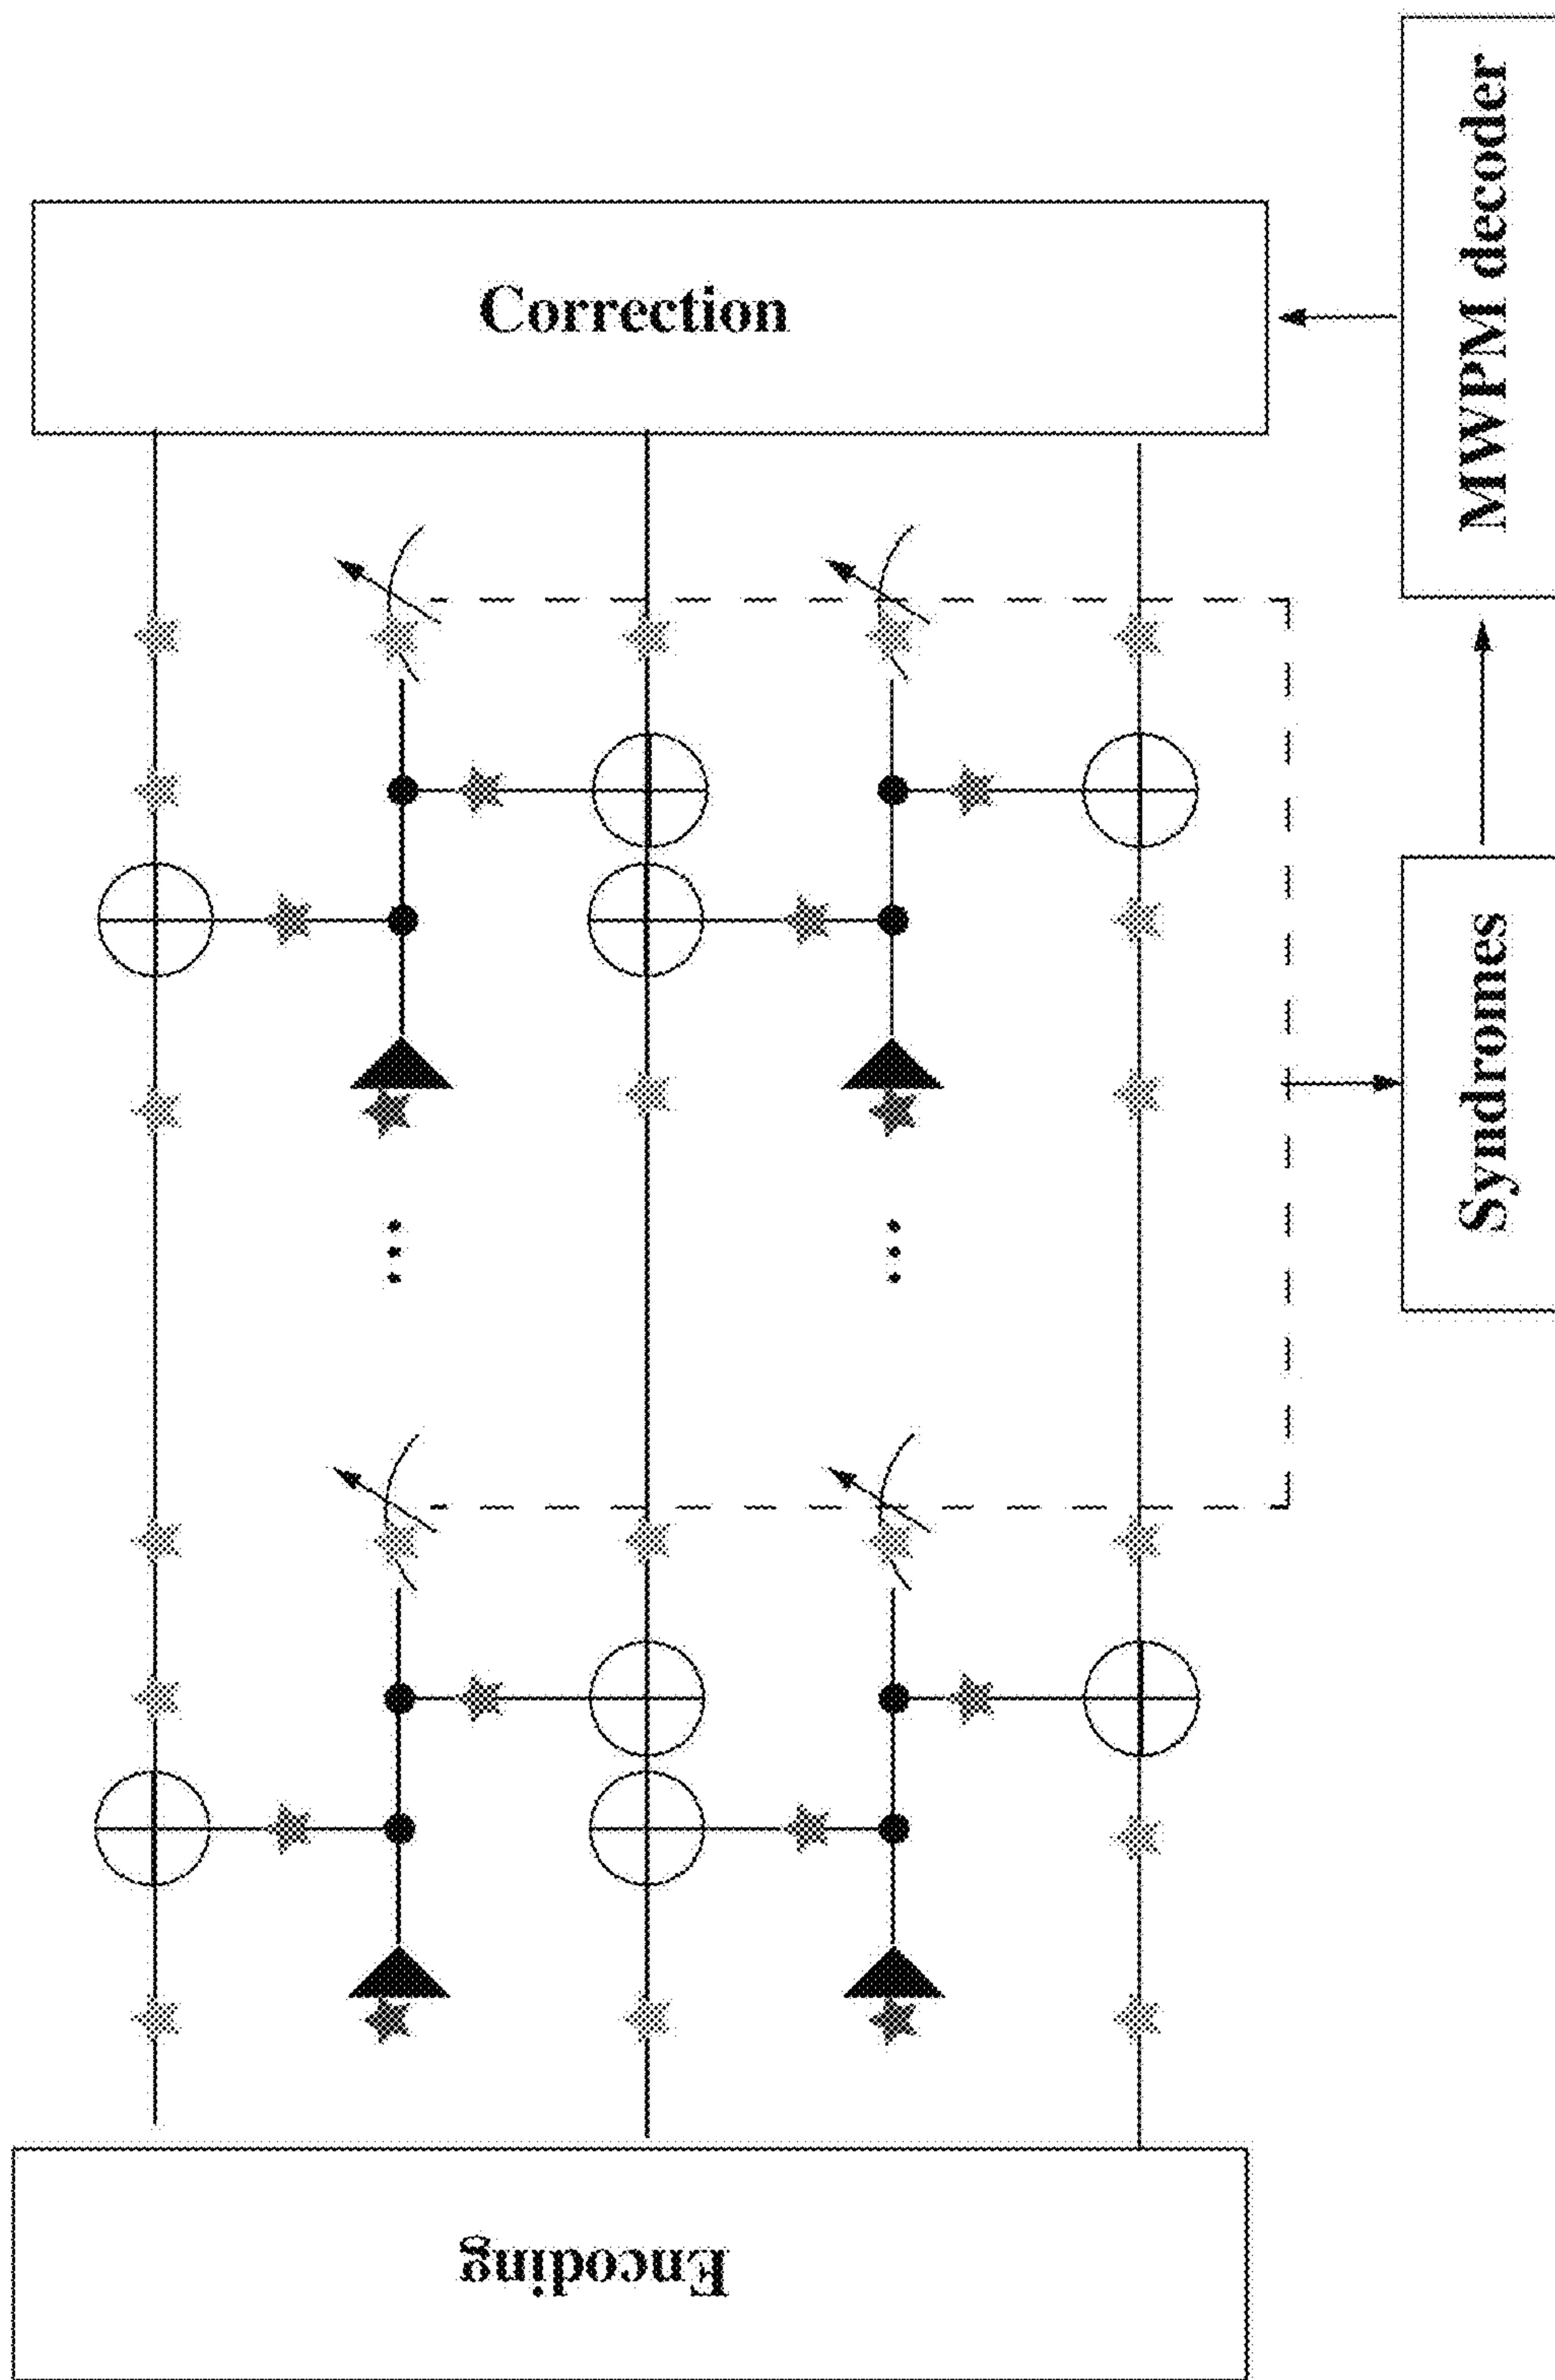 Encoding
Correction
Syndromes
MWPM decoder